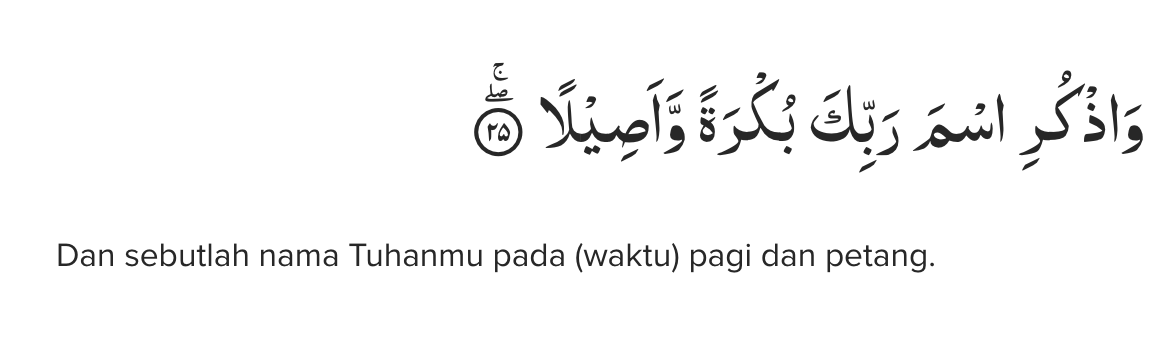 وَاذْكُرِ اسْمَ رَبِّكَ بُكْرَةً وَّاَصِيْلًاۚ ۖ ٢٥
Dan sebutlah nama Tuhanmu pada (waktu) pagi dan petang.